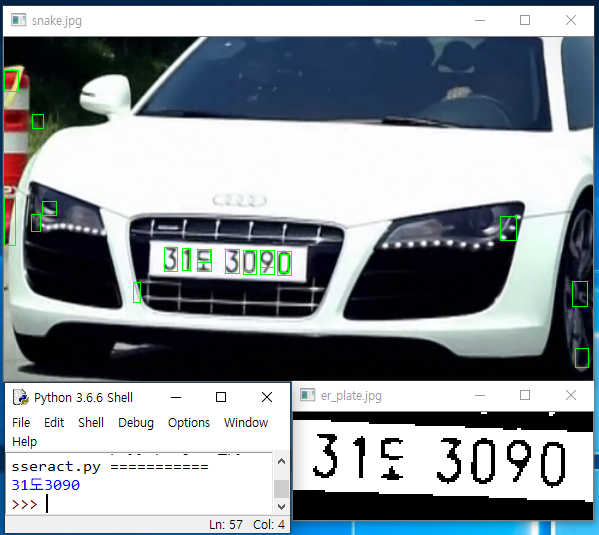 snake.jpg
31도 3090
Python 3.6.6 Shell
File Edit Shell Debug Options Window
Help
sseract.py ===========
31도3090
>>>
Ln: 57 Col: 4
er_plate.jpg
31도 3090